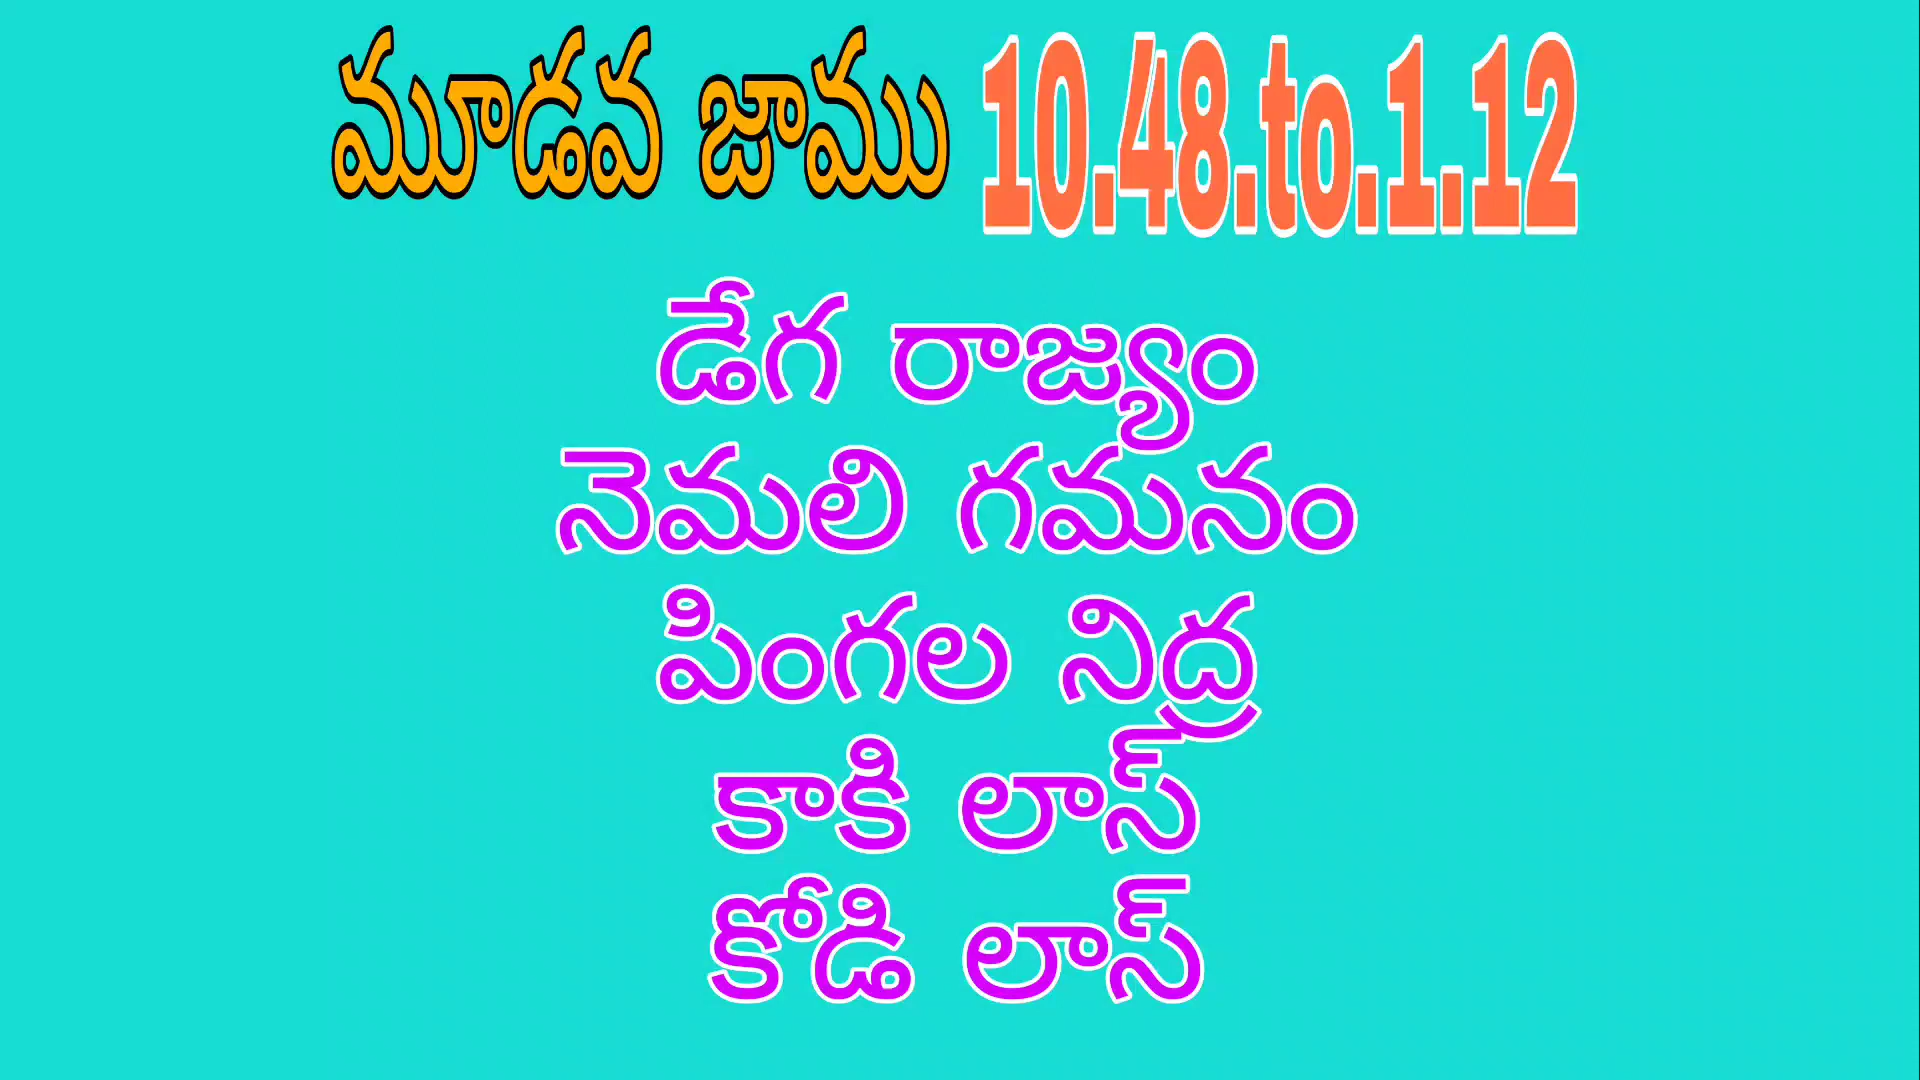 మూడవ జాము 10.48.to.1.12
డేగ రాజ్యం
నెమలి గమనం
పింగల నిద్ర
కాకి లాస్
కోడి లాస్